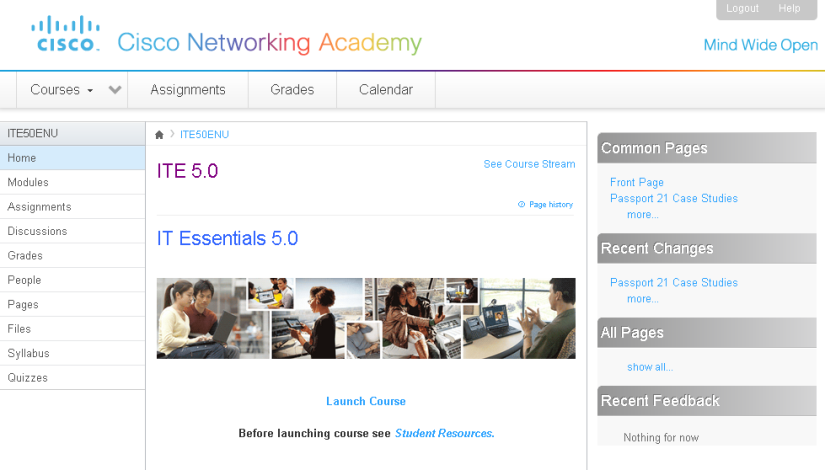 Logout Help
CISCO Cisco Networking Academy
Mind Wide Open
Courses Assignments Grades Calendar
ITE50ENU
Home
Modules
Assignments
Discussions
Grades
People
Pages
Files
Syllabus
Quizzes
ITE50ENU
ITE 5.0
See Course Stream
Page history
IT Essentials 5.0
Launch Course
Before launching course see Student Resources.
Common Pages
Front Page
Passport 21 Case Studies
more...
Recent Changes
Passport 21 Case Studies
more...
All Pages
show all...
Recent Feedback
Nothing for now